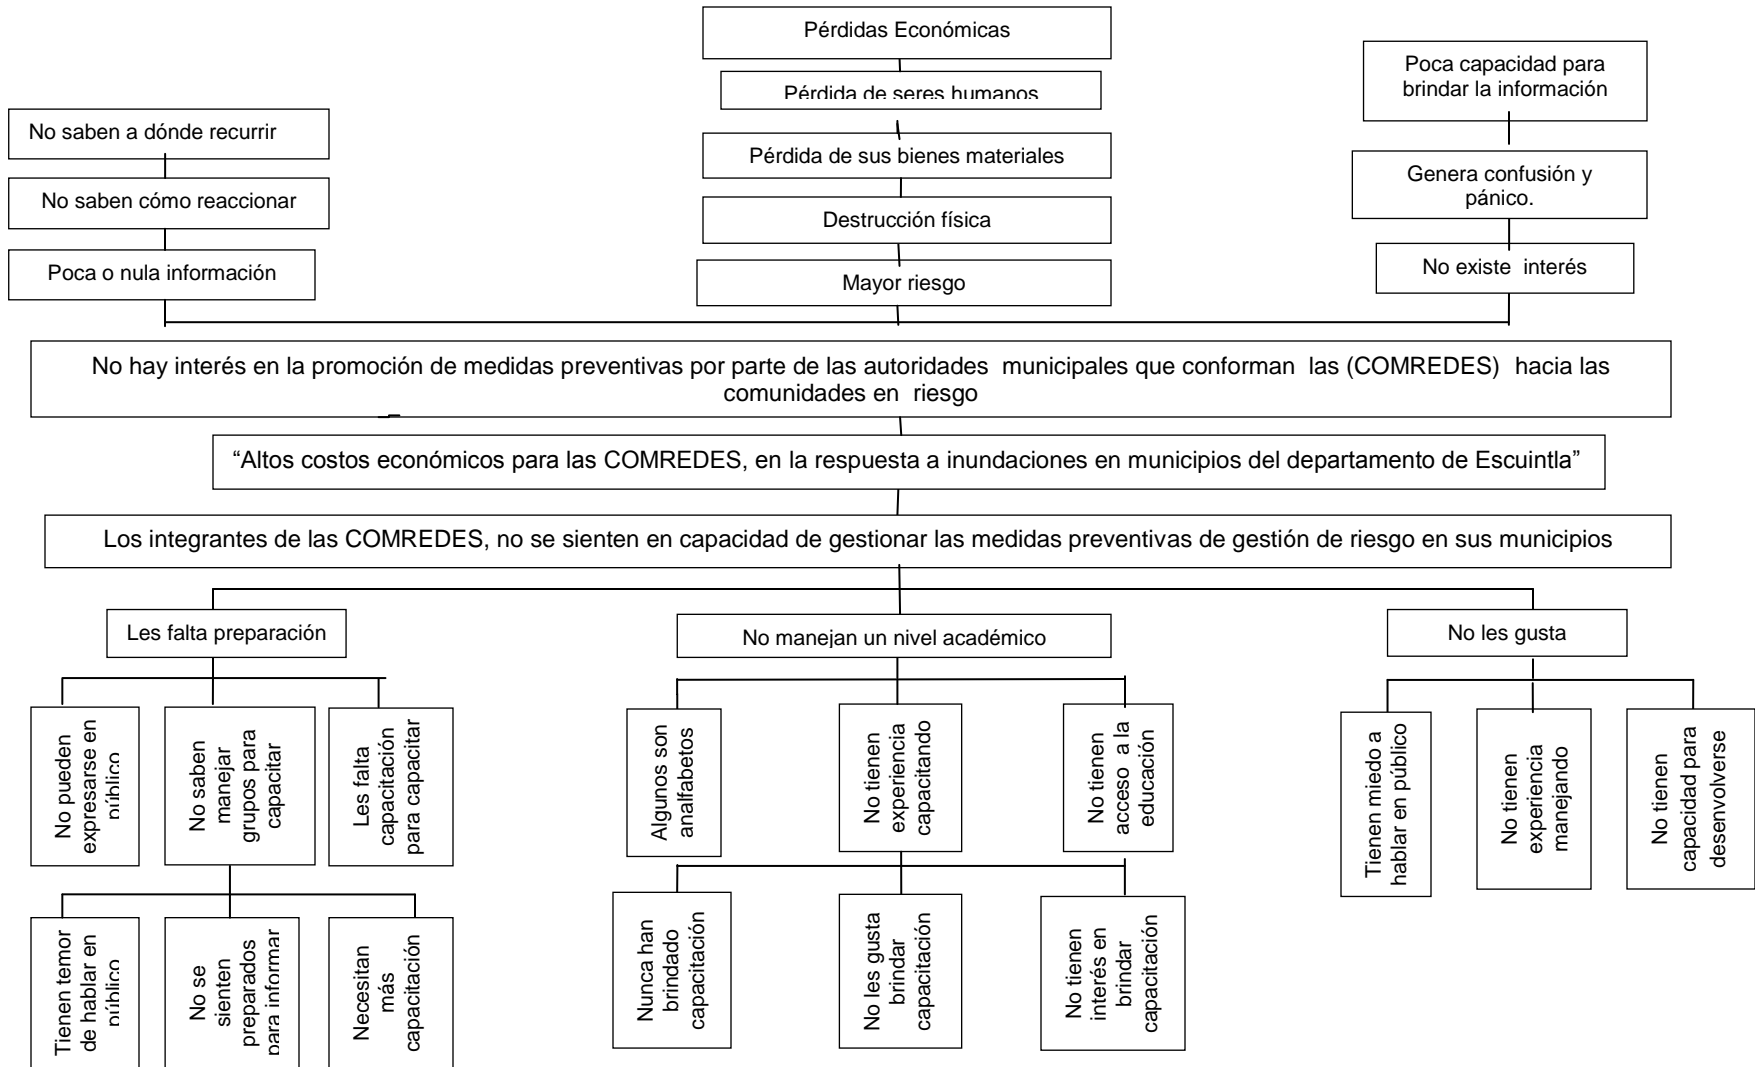 Pérdidas Económicas
Pérdida de seres humanos
Pérdida de sus bienes materiales
Destrucción física
Mayor riesgo
No saben a dónde recurrir
No saben cómo reaccionar
Poca o nula información
Poca capacidad para
brindar la información
Genera confusión y
pánico.
No existe interés
No hay interés en la promoción de medidas preventivas por parte de las autoridades municipales que conforman las (COMREDES) hacia las
comunidades en riesgo
“Altos costos económicos para las COMREDES, en la respuesta a inundaciones en municipios del departamento de Escuintla”
Los integrantes de las COMREDES, no se sienten en capacidad de gestionar las medidas preventivas de gestión de riesgo en sus municipios
Les falta preparación
No manejan un nivel académico
No les gusta
No pueden
expresarse en
público
No saben
manejar
grupos para
capacitar
Les falta
capacitación
para capacitar
Algunos son
analfabetos
No tienen
experiencia
capacitando
No tienen
acceso a la
educación
Tienen miedo a
hablar en público
No tienen
experiencia
manejando
No tienen
capacidad para
desenvolverse
Tienen temor
de hablar en
público
No se
sienten
preparados
para informar
Necesitan
más
capacitación
Nunca han
brindado
capacitación
No les gusta
brindar
capacitación
No tienen
interés en
brindar
capacitación